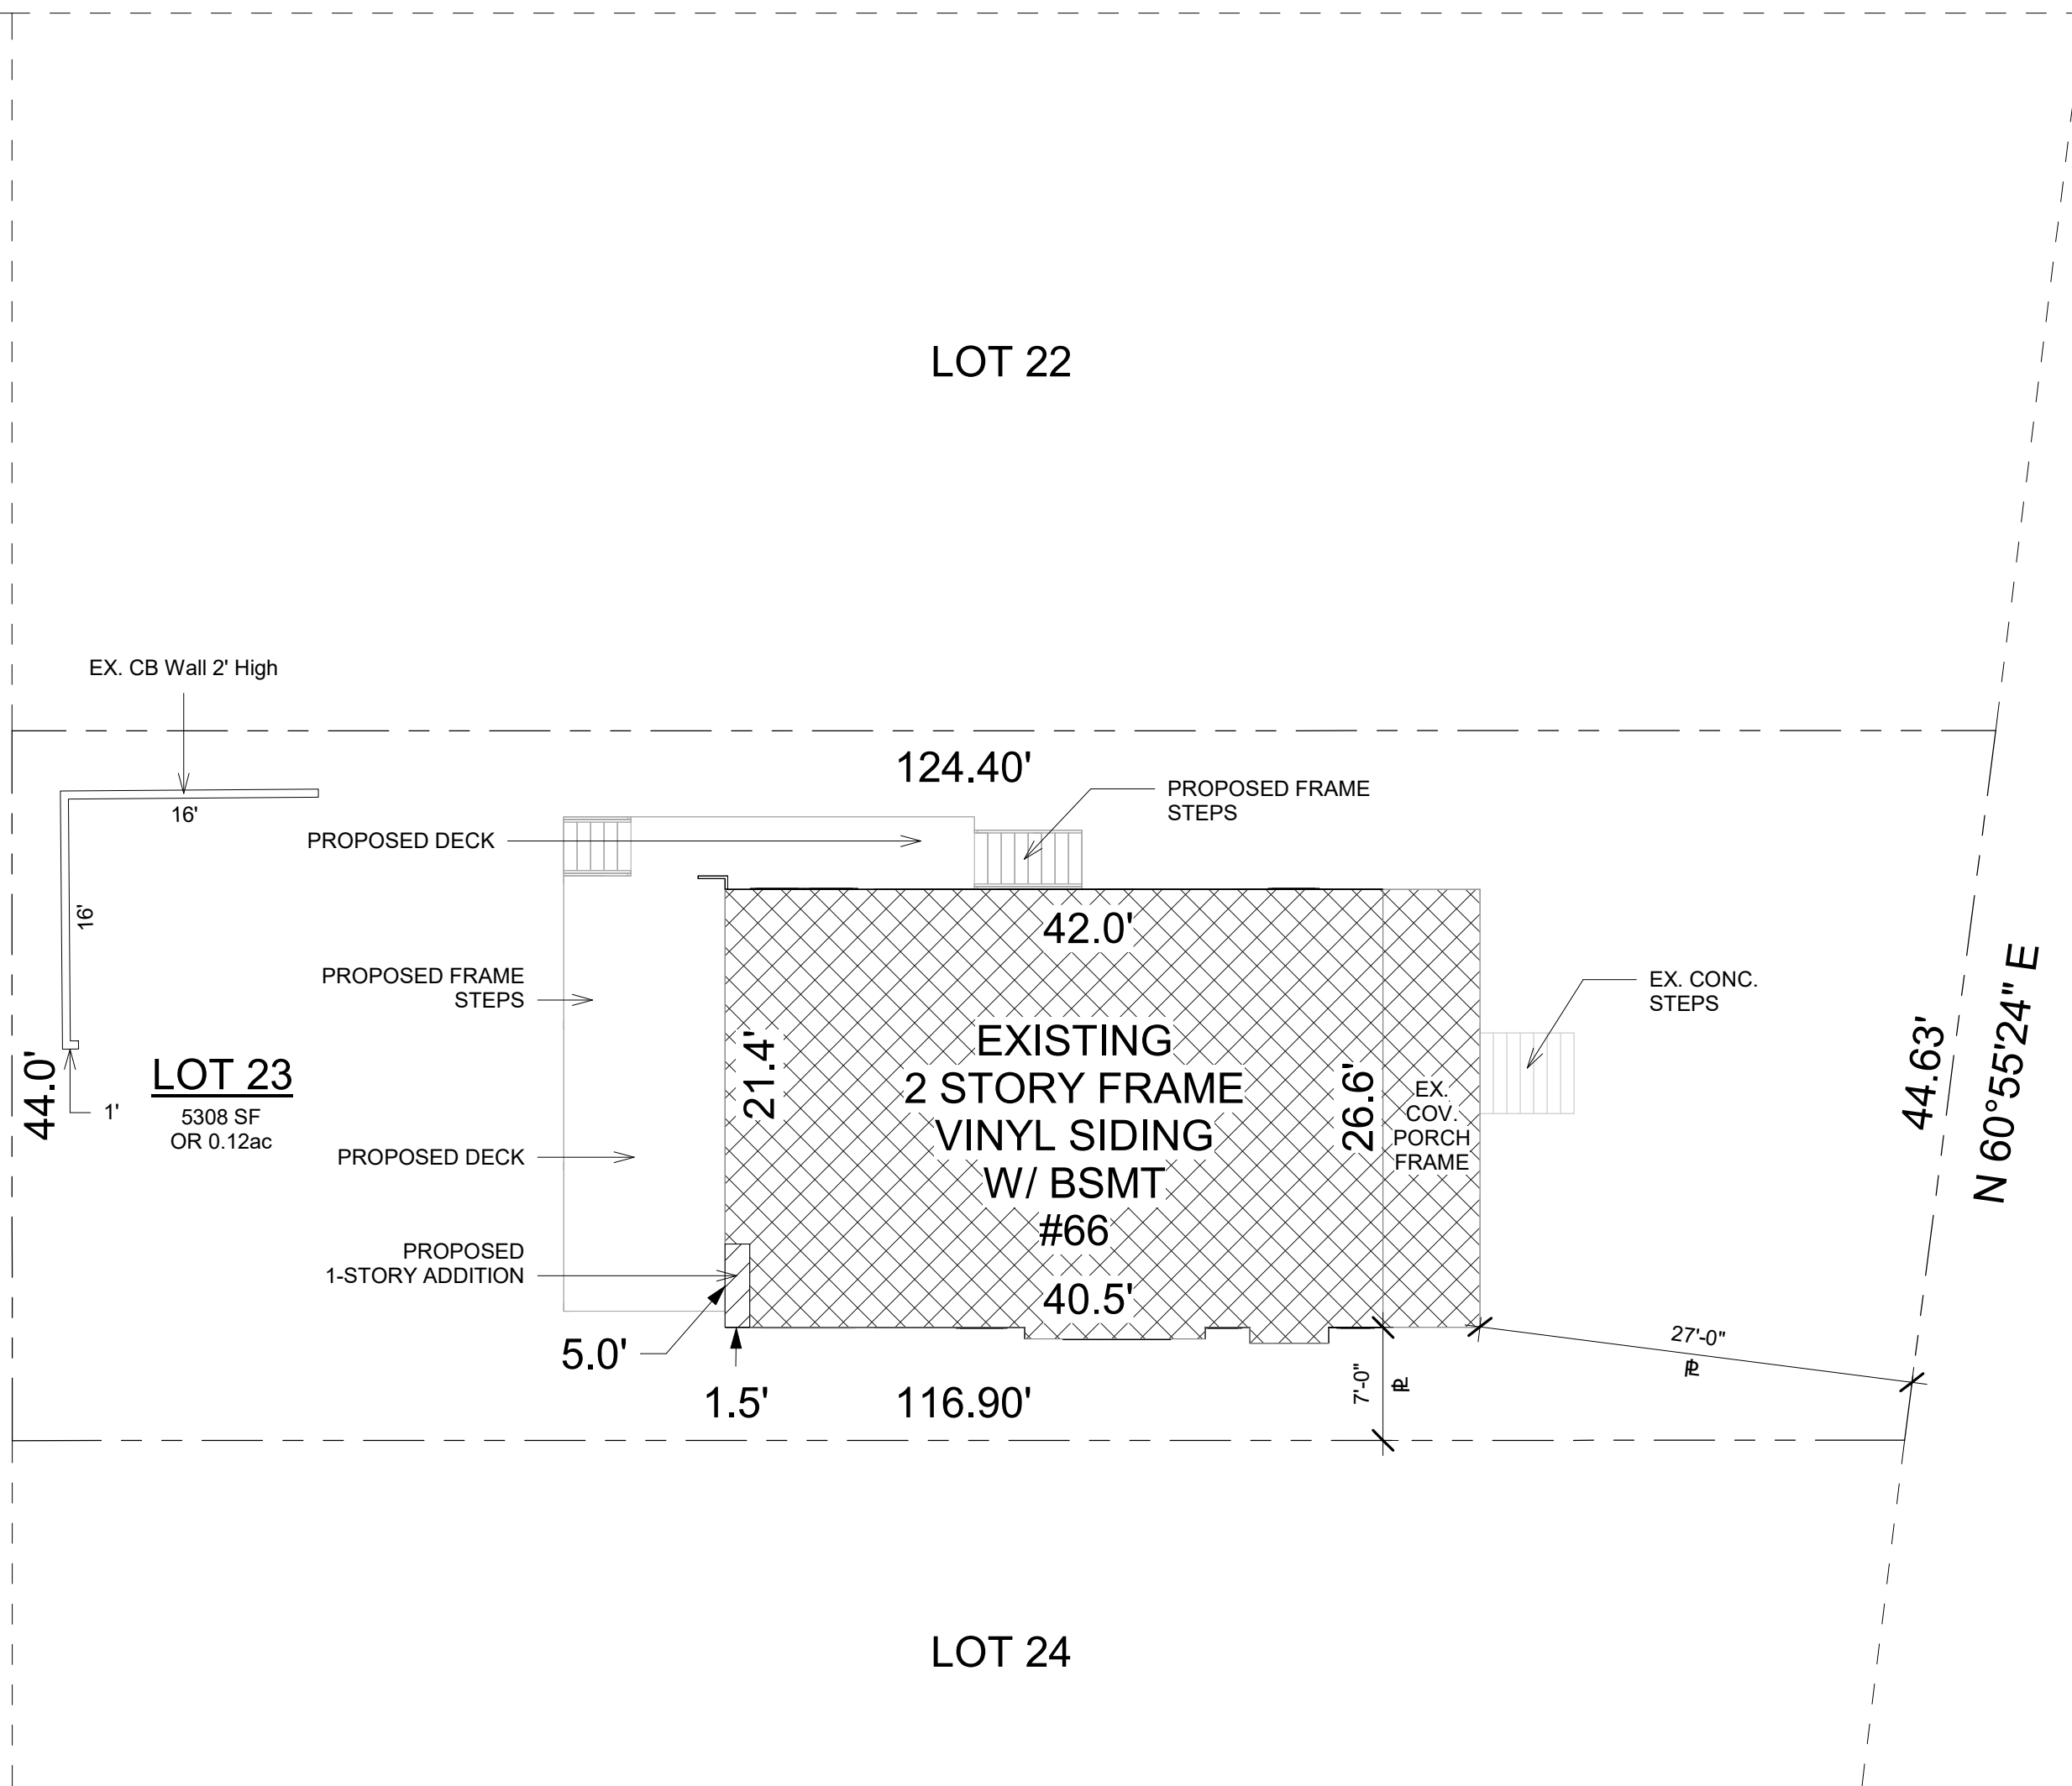 LOT 22
EX. CB Wall 2' High
124.40'
PROPOSED FRAME
STEPS
16'
PROPOSED DECK
16'
42.0'
PROPOSED FRAME
STEPS
EX. CONC.
STEPS
44.0'
LOT 23
5308 SF
OR 0.12ac
1'
21.4'
EXISTING
2 STORY FRAME
VINYL SIDING
W/ BSMT
#66
26.6'
EX.
COV.
PORCH
FRAME
44.63'
N 60°55'24" E
PROPOSED DECK
PROPOSED
1-STORY ADDITION
40.5'
5.0'
1.5'
116.90'
7'-0"
PL
27'-0"
PL
LOT 24